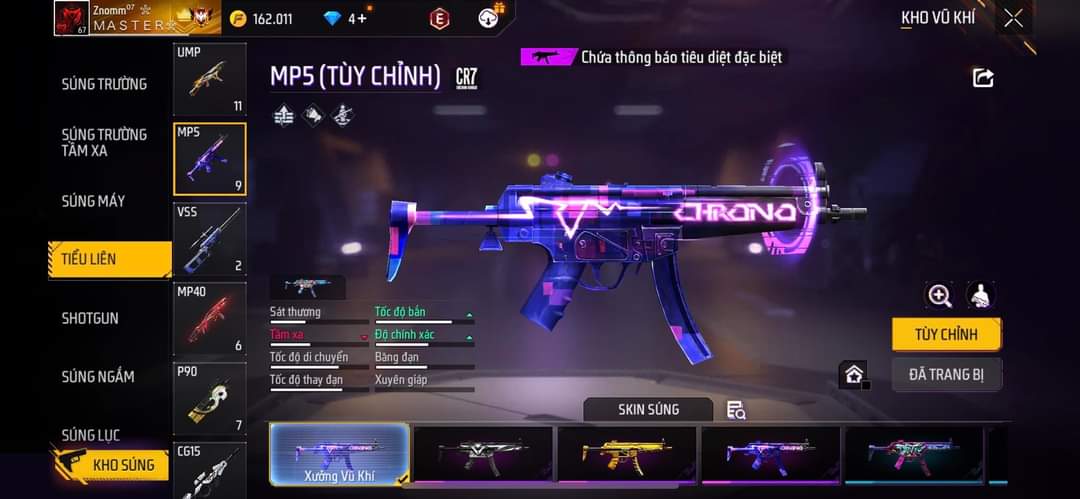 Znomm⁰⁷
MASTER
67
162.011
4+
E
KHO VŨ KHÍ
SÚNG TRƯỜNG
SÚNG TRƯỜNG
TẦM XA
SÚNG MÁY
TIỂU LIÊN
SHOTGUN
SÚNG NGẮM
SÚNG LỤC
KHO SÚNG
UMP
11
MP5
9
VSS
2
MP40
6
P90
7
CG15
MP5 (TÙY CHỈNH)
CR7
Chứa thông báo tiêu diệt đặc biệt
CHRONO
Sát thương
Tốc độ bắn
Tầm xa
Độ chính xác
Tốc độ di chuyển
Băng đạn
Tốc độ thay đạn
Xuyên giáp
TÙY CHỈNH
ĐÃ TRANG BỊ
SKIN SÚNG
Xưởng Vũ Khí